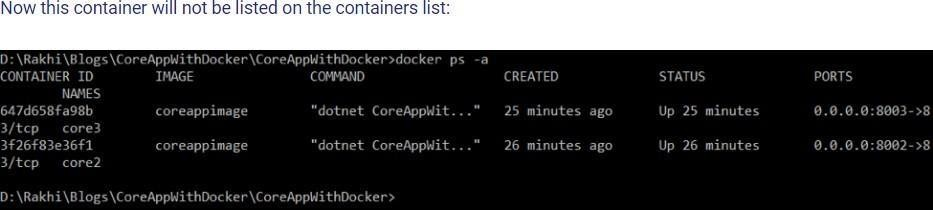 Now this container will not be listed on the containers list:
D:\Rakhi\Blogs\CoreAppWithDocker\CoreAppWithDocker>docker ps -a
CONTAINER ID IMAGE COMMAND CREATED STATUS PORTS
NAMES
647d658fa98b coreappimage "dotnet CoreAppWit..." 25 minutes ago Up 25 minutes 0.0.0.0:8003->8
3/tcp core3
3f26f83e36f1 coreappimage "dotnet CoreAppWit..." 26 minutes ago Up 26 minutes 0.0.0.0:8002->8
3/tcp core2
D:\Rakhi\Blogs\CoreAppWithDocker\CoreAppWithDocker>